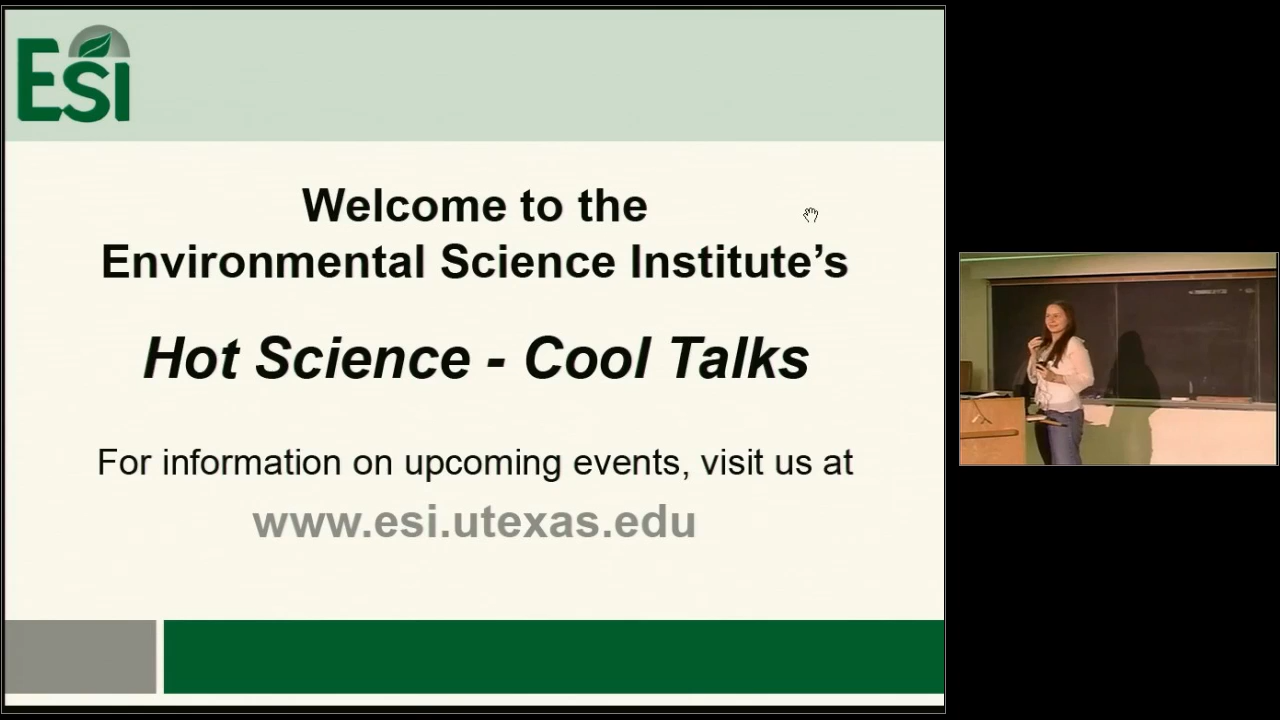 ESI
Welcome to the
Environmental Science Institute’s
Hot Science - Cool Talks
For information on upcoming events, visit us at
www.esi.utexas.edu